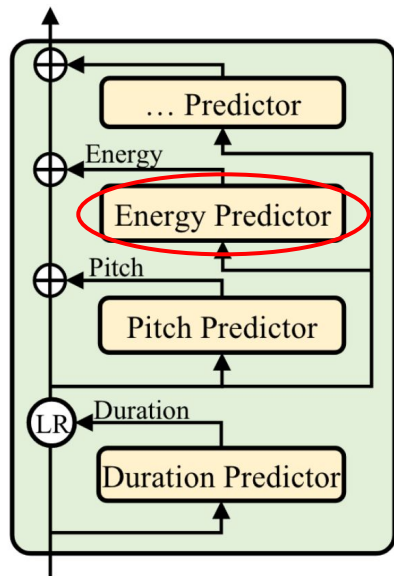 … Predictor
Energy
Energy Predictor
Pitch
Pitch Predictor
LR
Duration
Duration Predictor